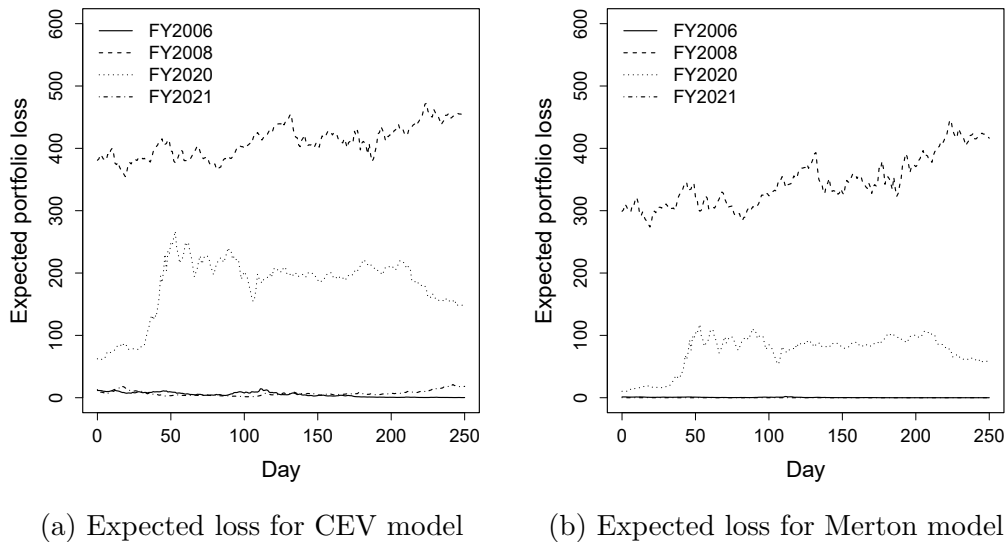 FY2006
FY2008
FY2020
FY2021
600
500
400
300
200
100
0
Expected portfolio loss
0 50 100 150 200 250
Day
(a) Expected loss for CEV model
FY2006
FY2008
FY2020
FY2021
600
500
400
300
200
100
0
Expected portfolio loss
0 50 100 150 200 250
Day
(b) Expected loss for Merton model